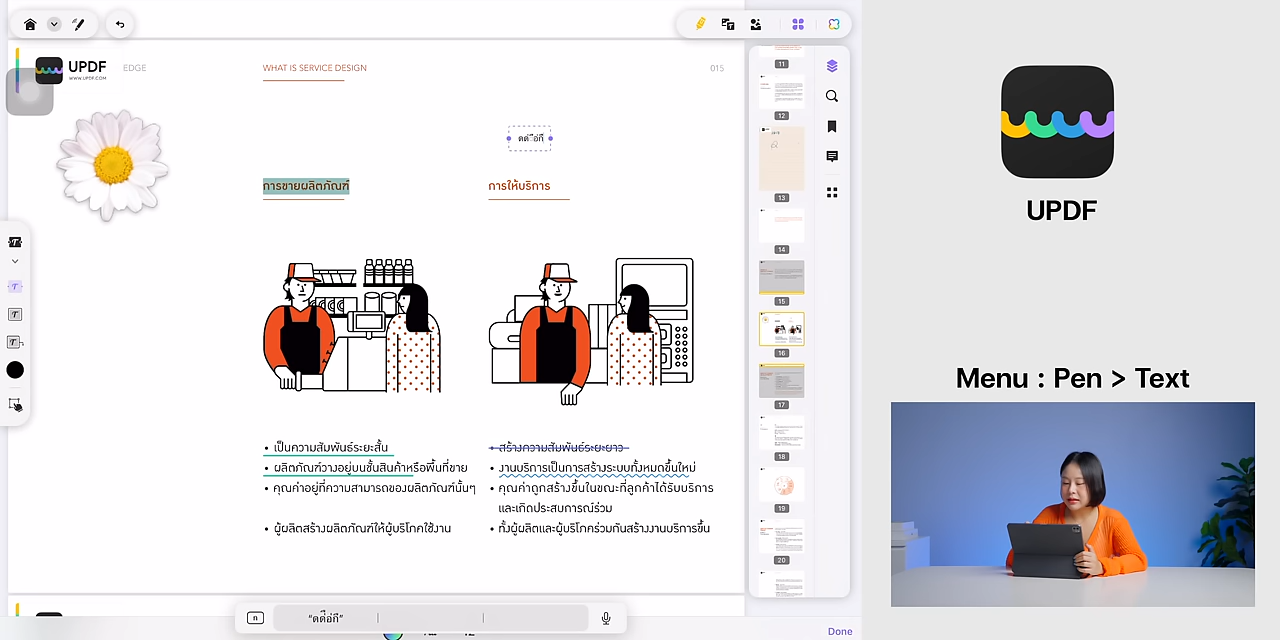 UPDF
WWW.UPDF.COM
EDGE
WHAT IS SERVICE DESIGN
015
การขายผลิตภัณฑ์
การให้บริการ
• เป็นความสัมพันธ์ระยะสั้น
• ผลิตภัณฑ์วางอยู่บนชั้นสินค้าหรือพื้นที่ขาย
• คุณค่าอยู่ที่ความสามารถของผลิตภัณฑ์นั้นๆ
• ผู้ผลิตสร้างผลิตภัณฑ์ให้ผู้บริโภคใช้งาน
• สร้างความสัมพันธ์ระยะยาว
• งานบริการเป็นการสร้างระบบทั้งหมดขึ้นใหม่
• คุณค่าถูกสร้างขึ้นในขณะที่ลูกค้าได้รับบริการ
และเกิดประสบการณ์ร่วม
• ทั้งผู้ผลิตและผู้บริโภคร่วมกันสร้างงานบริการขึ้น
11
12
13
14
15
16
17
18
19
20
Done
UPDF
Menu : Pen > Text